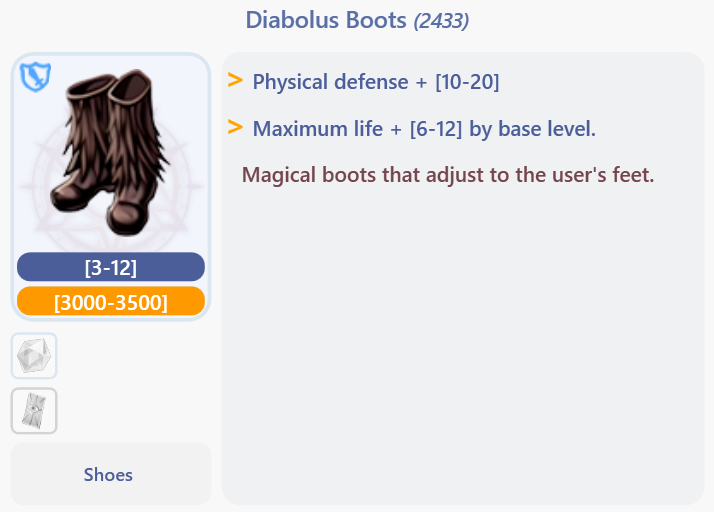 Diabolus Boots (2433)
> Physical defense + [10-20]
> Maximum life + [6-12] by base level.
Magical boots that adjust to the user's feet.
[3-12]
[3000-3500]
Shoes